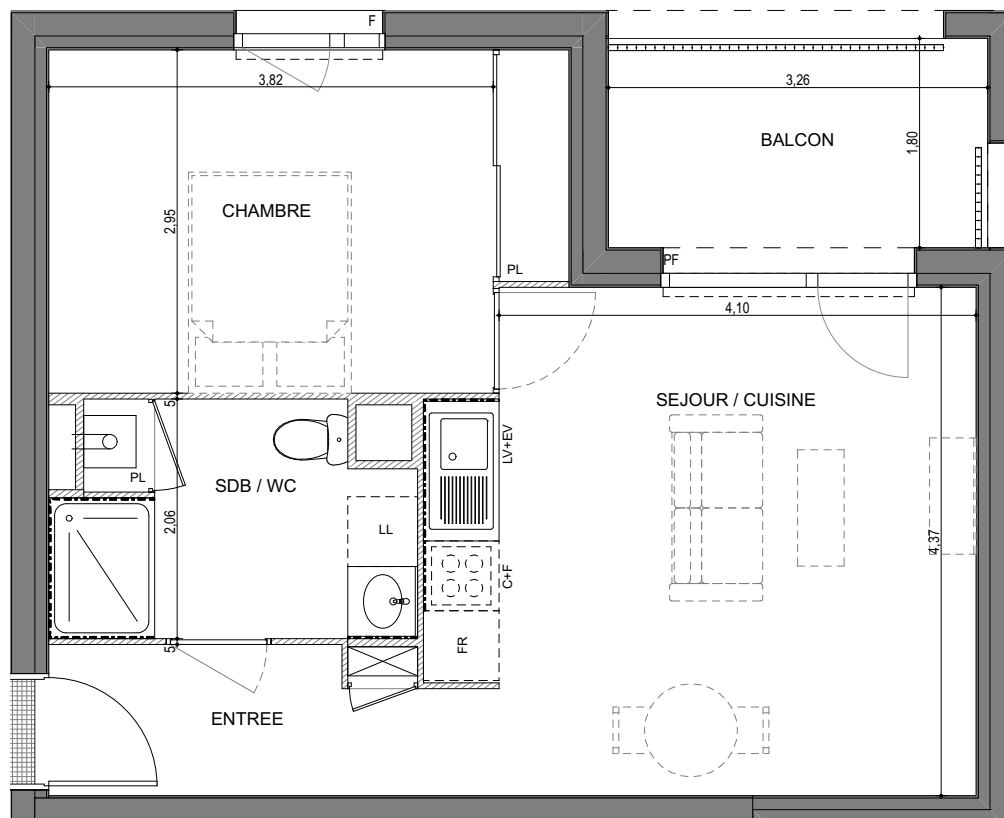 F
3,82
3,26
BALCON
1,80
2,95
CHAMBRE
PL
PF
4,10
SEJOUR / CUISINE
5
LV+EV
PL
SDB / WC
2,06
LL
4,37
C+F
FR
5
ENTREE